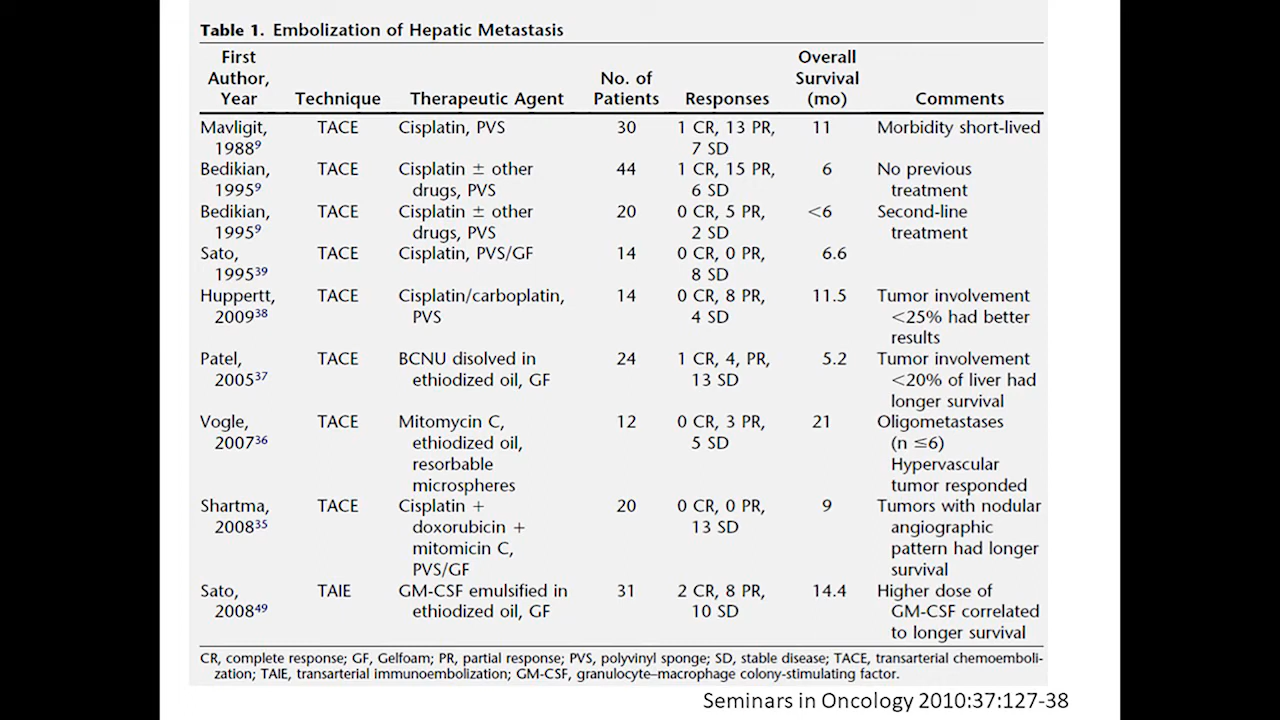 Table 1. Embolization of Hepatic Metastasis
First Author, Year Technique Therapeutic Agent No. of Patients Responses Overall Survival (mo) Comments
Mavligit, TACE Cisplatin, PVS 30 1 CR, 13 PR, 11 Morbidity short-lived
1988⁹ 7 SD
Bedikian, TACE Cisplatin ± other 44 1 CR, 15 PR, 6 No previous
1995⁹ drugs, PVS 6 SD treatment
Bedikian, TACE Cisplatin ± other 20 0 CR, 5 PR, <6 Second-line
1995⁹ drugs, PVS 2 SD treatment
Sato, TACE Cisplatin, PVS/GF 14 0 CR, 0 PR, 6.6
1995³⁹ 8 SD
Huppertt, TACE Cisplatin/carboplatin, 14 0 CR, 8 PR, 11.5 Tumor involvement
2009³⁸ PVS 4 SD <25% had better
results
Patel, TACE BCNU disolved in 24 1 CR, 4, PR, 5.2 Tumor involvement
2005³⁷ ethiodized oil, GF 13 SD <20% of liver had
longer survival
Vogle, TACE Mitomycin C, 12 0 CR, 3 PR, 21 Oligometastases
2007³⁶ ethiodized oil, 5 SD (n ≤6)
resorbable Hypervascular
microspheres tumor responded
Shartma, TACE Cisplatin + 20 0 CR, 0 PR, 9 Tumors with nodular
2008³⁵ doxorubicin + 13 SD angiographic
mitomicin C, pattern had longer
PVS/GF survival
Sato, TAIE GM-CSF emulsified in 31 2 CR, 8 PR, 14.4 Higher dose of
2008⁴⁹ ethiodized oil, GF 10 SD GM-CSF correlated
to longer survival
CR, complete response; GF, Gelfoam; PR, partial response; PVS, polyvinyl sponge; SD, stable disease; TACE, transarterial chemoemboli-
zation; TAIE, transarterial immunoembolization; GM-CSF, granulocyte–macrophage colony-stimulating factor.
Seminars in Oncology 2010:37:127-38